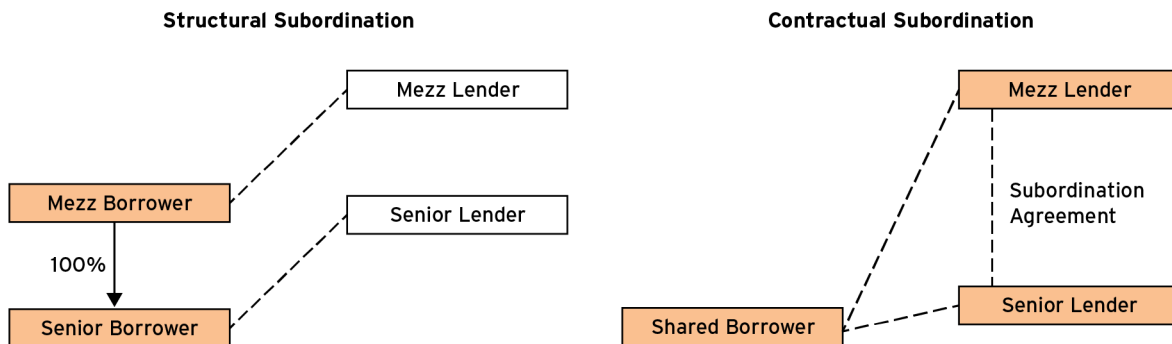 Structural Subordination
Mezz Lender
Mezz Borrower
Senior Lender
100%
Senior Borrower
Contractual Subordination
Mezz Lender
Subordination
Agreement
Senior Lender
Shared Borrower